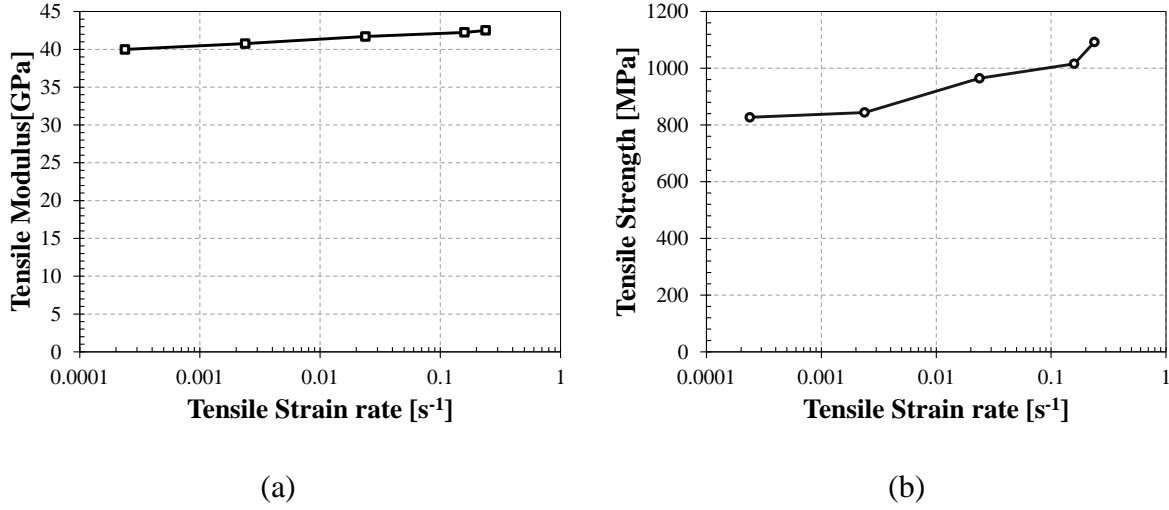 45
40
35
30
25
20
15
10
5
0
Tensile Modulus[GPa]
0.0001 0.001 0.01 0.1 1
Tensile Strain rate [s-1]
(a)
1200
1000
800
600
400
200
0
Tensile Strength [MPa]
0.0001 0.001 0.01 0.1 1
Tensile Strain rate [s-1]
(b)